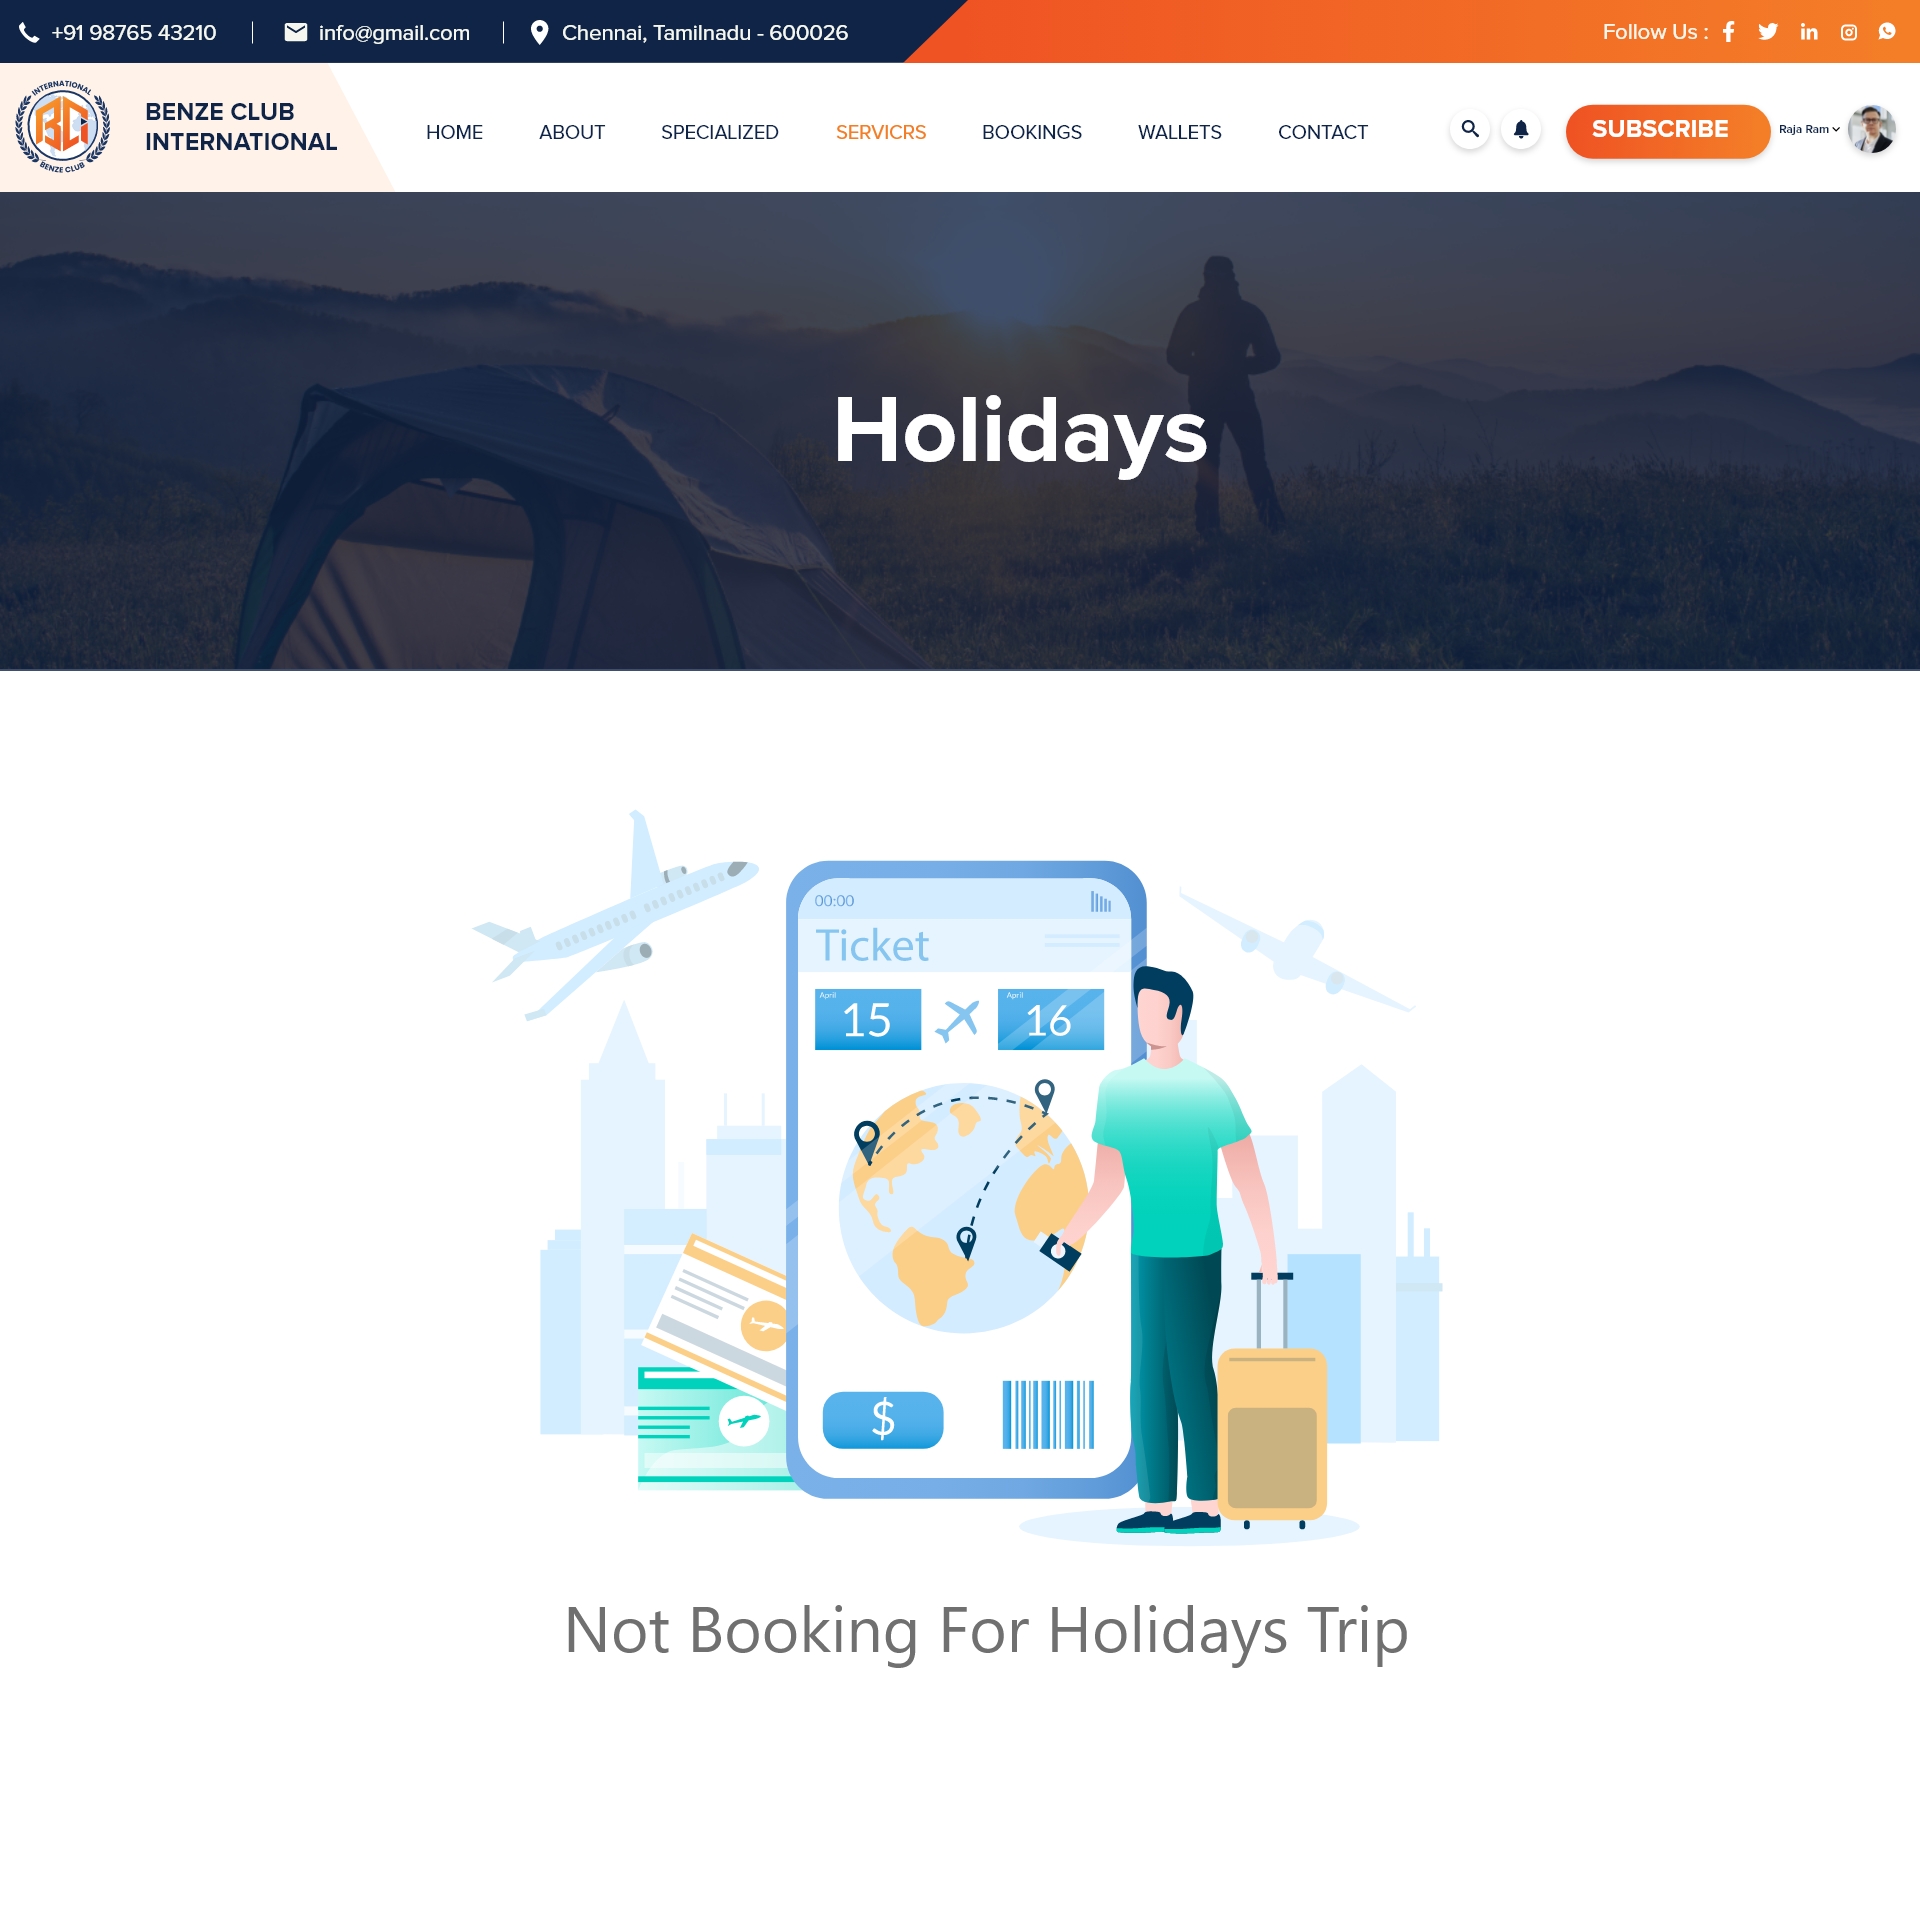 +91 98765 43210
info@gmail.com
Chennai, Tamilnadu - 600026
Follow Us :
INTERNATIONAL
BCI
BENZE CLUB
BENZE CLUB
INTERNATIONAL
HOME
ABOUT
SPECIALIZED
SERVICRS
BOOKINGS
WALLETS
CONTACT
SUBSCRIBE
Raja Ram
Holidays
00:00
Ticket
April
15
April
16
$
Not Booking For Holidays Trip